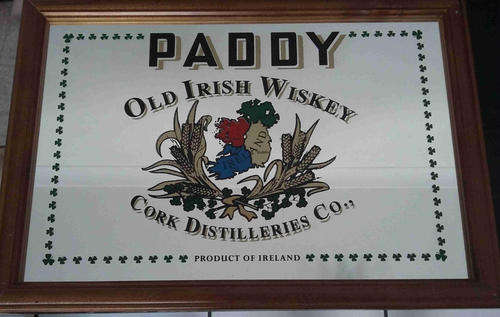 PADDY
OLD IRISH WISKEY
CORK DISTILLERIES CO.,
PRODUCT OF IRELAND